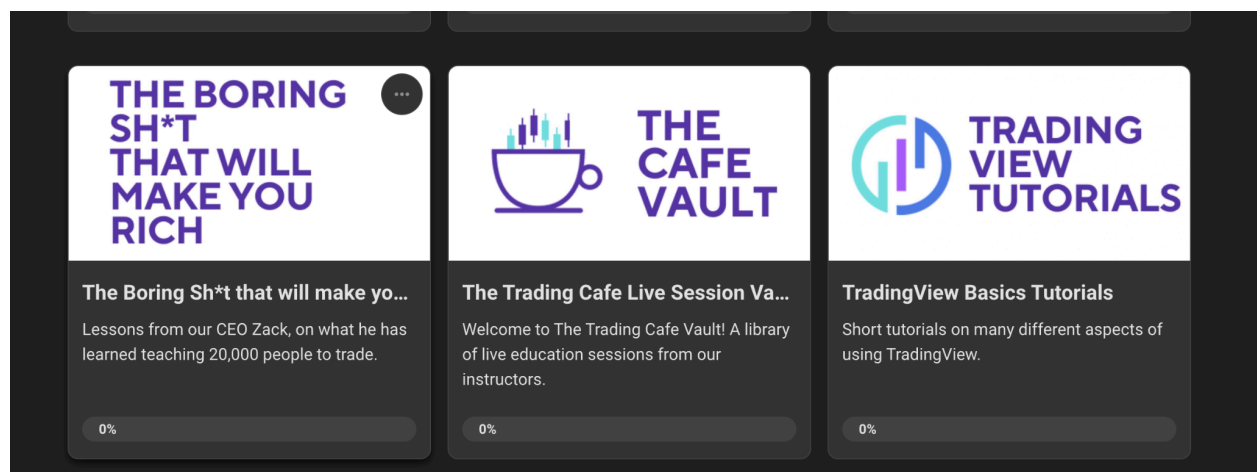 THE BORING
SH*T
THAT WILL
MAKE YOU
RICH
The Boring Sh*t that will make yo...
Lessons from our CEO Zack, on what he has
learned teaching 20,000 people to trade.
0%
THE
CAFE
VAULT
The Trading Cafe Live Session Va...
Welcome to The Trading Cafe Vault! A library
of live education sessions from our
instructors.
0%
TRADING
VIEW
TUTORIALS
TradingView Basics Tutorials
Short tutorials on many different aspects of
using TradingView.
0%